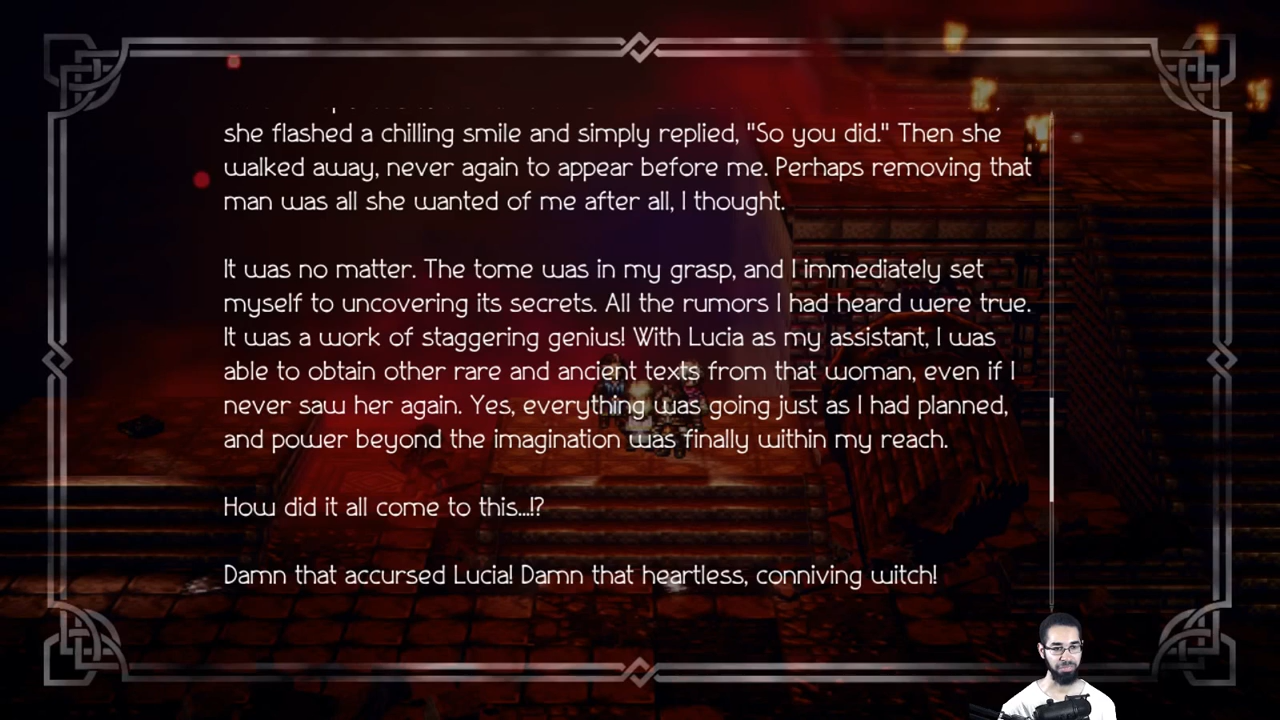 she flashed a chilling smile and simply replied, "So you did." Then she
walked away, never again to appear before me. Perhaps removing that
man was all she wanted of me after all, I thought.
It was no matter. The tome was in my grasp, and I immediately set
myself to uncovering its secrets. All the rumors I had heard were true.
It was a work of staggering genius! With Lucia as my assistant, I was
able to obtain other rare and ancient texts from that woman, even if I
never saw her again. Yes, everything was going just as I had planned,
and power beyond the imagination was finally within my reach.
How did it all come to this...!?
Damn that accursed Lucia! Damn that heartless, conniving witch!